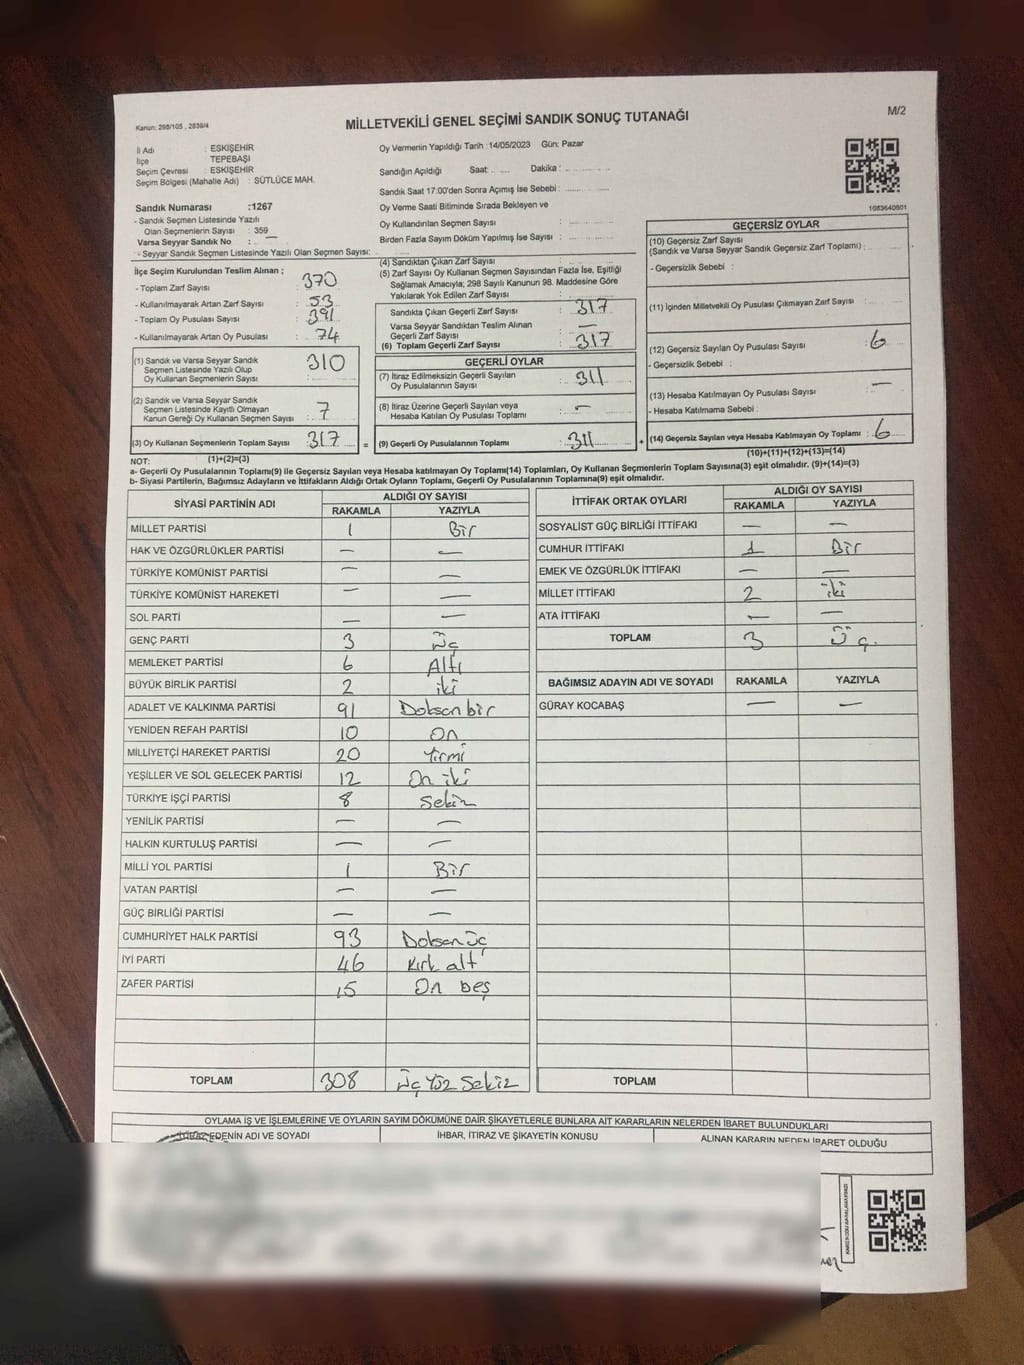 Kanun: 298/105 , 2839/4
MİLLETVEKİLİ GENEL SEÇİMİ SANDIK SONUÇ TUTANAĞI
M/2
İl Adı : ESKİŞEHİR
İlçe TEPEBAŞI
Seçim Çevresi : ESKİŞEHİR
Seçim Bölgesi (Mahalle Adı) : SÜTLÜCE MAH.
Sandık Numarası :1267
- Sandık Seçmen Listesinde Yazılı
Olan Seçmenlerin Sayısı : 359
Varsa Seyyar Sandık No : —
- Seyyar Sandık Seçmen Listesinde Yazılı Olan Seçmen Sayısı:
Oy Vermenin Yapıldığı Tarih :14/05/2023 Gün: Pazar
Sandığın Açıldığı Saat: Dakika :
Sandık Saat 17:00'den Sonra Açımış İse Sebebi :
Oy Verme Saati Bitiminde Sırada Bekleyen ve
Oy Kullandırılan Seçmen Sayısı :
Birden Fazla Sayım Döküm Yapılmış İse Sayısı :
1083640801
İlçe Seçim Kurulundan Teslim Alınan ;
- Toplam Zarf Sayısı : 370
- Kullanılmayarak Artan Zarf Sayısı : 53
- Toplam Oy Pusulası Sayısı : 391
- Kullanılmayarak Artan Oy Pusulası : 74
(1) Sandık ve Varsa Seyyar Sandık
Seçmen Listesinde Yazılı Olup
Oy Kullanan Seçmenlerin Sayısı : 310
(2) Sandık ve Varsa Seyyar Sandık
Seçmen Listesinde Kayıtlı Olmayan
Kanun Gereği Oy Kullanan Seçmen Sayısı : 7
(3) Oy Kullanan Seçmenlerin Toplam Sayısı : 317 =
(1)+(2)=(3)
(4) Sandıktan Çıkan Zarf Sayısı :
(5) Zarf Sayısı Oy Kullanan Seçmen Sayısından Fazla İse, Eşitliği
Sağlamak Amacıyla; 298 Sayılı Kanunun 98. Maddesine Göre
Yakılarak Yok Edilen Zarf Sayısı :
Sandıkta Çıkan Geçerli Zarf Sayısı : 317
Varsa Seyyar Sandıktan Teslim Alınan
Geçerli Zarf Sayısı : —
(6) Toplam Geçerli Zarf Sayısı : 317
GEÇERLİ OYLAR
(7) İtiraz Edilmeksizin Geçerli Sayılan
Oy Pusulalarının Sayısı : 311
(8) İtiraz Üzerine Geçerli Sayılan veya
Hesaba Katılan Oy Pusulası Toplamı : —
(9) Geçerli Oy Pusulalarının Toplamı : 311 +
GEÇERSİZ OYLAR
(10) Geçersiz Zarf Sayısı
(Sandık ve Varsa Seyyar Sandık Geçersiz Zarf Toplamı) :
- Geçersizlik Sebebi :
(11) İçinden Milletvekili Oy Pusulası Çıkmayan Zarf Sayısı :
(12) Geçersiz Sayılan Oy Pusulası Sayısı : 6
- Geçersizlik Sebebi :
(13) Hesaba Katılmayan Oy Pusulası Sayısı : —
- Hesaba Katılmama Sebebi :
(14) Geçersiz Sayılan veya Hesaba Katılmayan Oy Toplamı : 6
(10)+(11)+(12)+(13)=(14)
NOT:
a- Geçerli Oy Pusulalarının Toplamı(9) ile Geçersiz Sayılan veya Hesaba katılmayan Oy Toplamı(14) Toplamları, Oy Kullanan Seçmenlerin Toplam Sayısına(3) eşit olmalıdır. (9)+(14)=(3)
b- Siyasi Partilerin, Bağımsız Adayların ve İttifakların Aldığı Ortak Oyların Toplamı, Geçerli Oy Pusulalarının Toplamına(9) eşit olmalıdır.
SİYASİ PARTİNİN ADI ALDIĞI OY SAYISI
RAKAMLA YAZIYLA
MİLLET PARTİSİ 1 Bir
HAK VE ÖZGÜRLÜKLER PARTİSİ — —
TÜRKİYE KOMÜNİST PARTİSİ — —
TÜRKİYE KOMÜNİST HAREKETİ — —
SOL PARTİ — —
GENÇ PARTİ 3 Üç
MEMLEKET PARTİSİ 6 Altı
BÜYÜK BİRLİK PARTİSİ 2 iki
ADALET VE KALKINMA PARTİSİ 91 Doksan bir
YENİDEN REFAH PARTİSİ 10 On
MİLLİYETÇİ HAREKET PARTİSİ 20 Yirmi
YEŞİLLER VE SOL GELECEK PARTİSİ 12 On iki
TÜRKİYE İŞÇİ PARTİSİ 8 Sekiz
YENİLİK PARTİSİ — —
HALKIN KURTULUŞ PARTİSİ — —
MİLLİ YOL PARTİSİ 1 Bir
VATAN PARTİSİ — —
GÜÇ BİRLİĞİ PARTİSİ — —
CUMHURİYET HALK PARTİSİ 93 Doksan üç
İYİ PARTİ 46 Kırk altı
ZAFER PARTİSİ 15 On beş
TOPLAM 308 Üç Yüz Sekiz
İTTİFAK ORTAK OYLARI ALDIĞI OY SAYISI
RAKAMLA YAZIYLA
SOSYALİST GÜÇ BİRLİĞİ İTTİFAKI — —
CUMHUR İTTİFAKI 1 Bir
EMEK VE ÖZGÜRLÜK İTTİFAKI — —
MİLLET İTTİFAKI 2 iki
ATA İTTİFAKI — —
TOPLAM 3 Üç.
BAĞIMSIZ ADAYIN ADI VE SOYADI RAKAMLA YAZIYLA
GÜRAY KOCABAŞ — —
TOPLAM
OYLAMA İŞ VE İŞLEMLERİNE VE OYLARIN SAYIM DÖKÜMÜNE DAİR ŞİKAYETLERLE BUNLARA AİT KARARLARIN NELERDEN İBARET BULUNDUKLARI
EDENİN ADI VE SOYADI İHBAR, İTİRAZ VE ŞİKAYETİN KONUSU ALINAN KARARIN NEDEN İBARET OLDUĞU